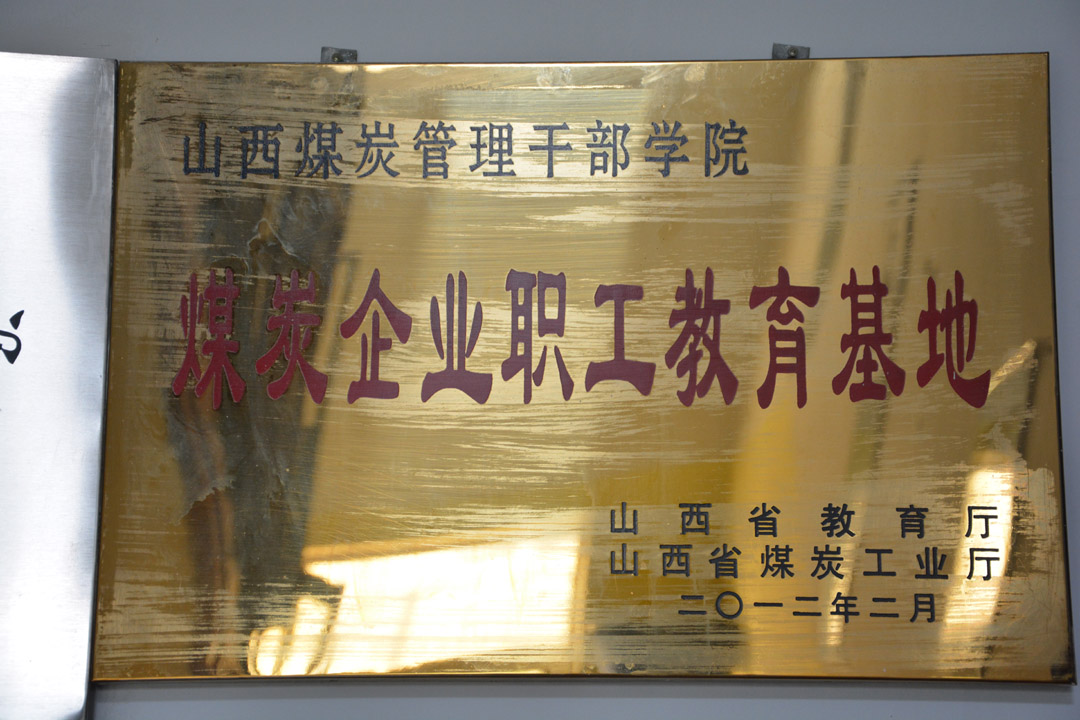 山西煤炭管理干部学院
煤炭企业职工教育基地
山西省教育厅
山西省煤炭工业厅
二〇一二年二月